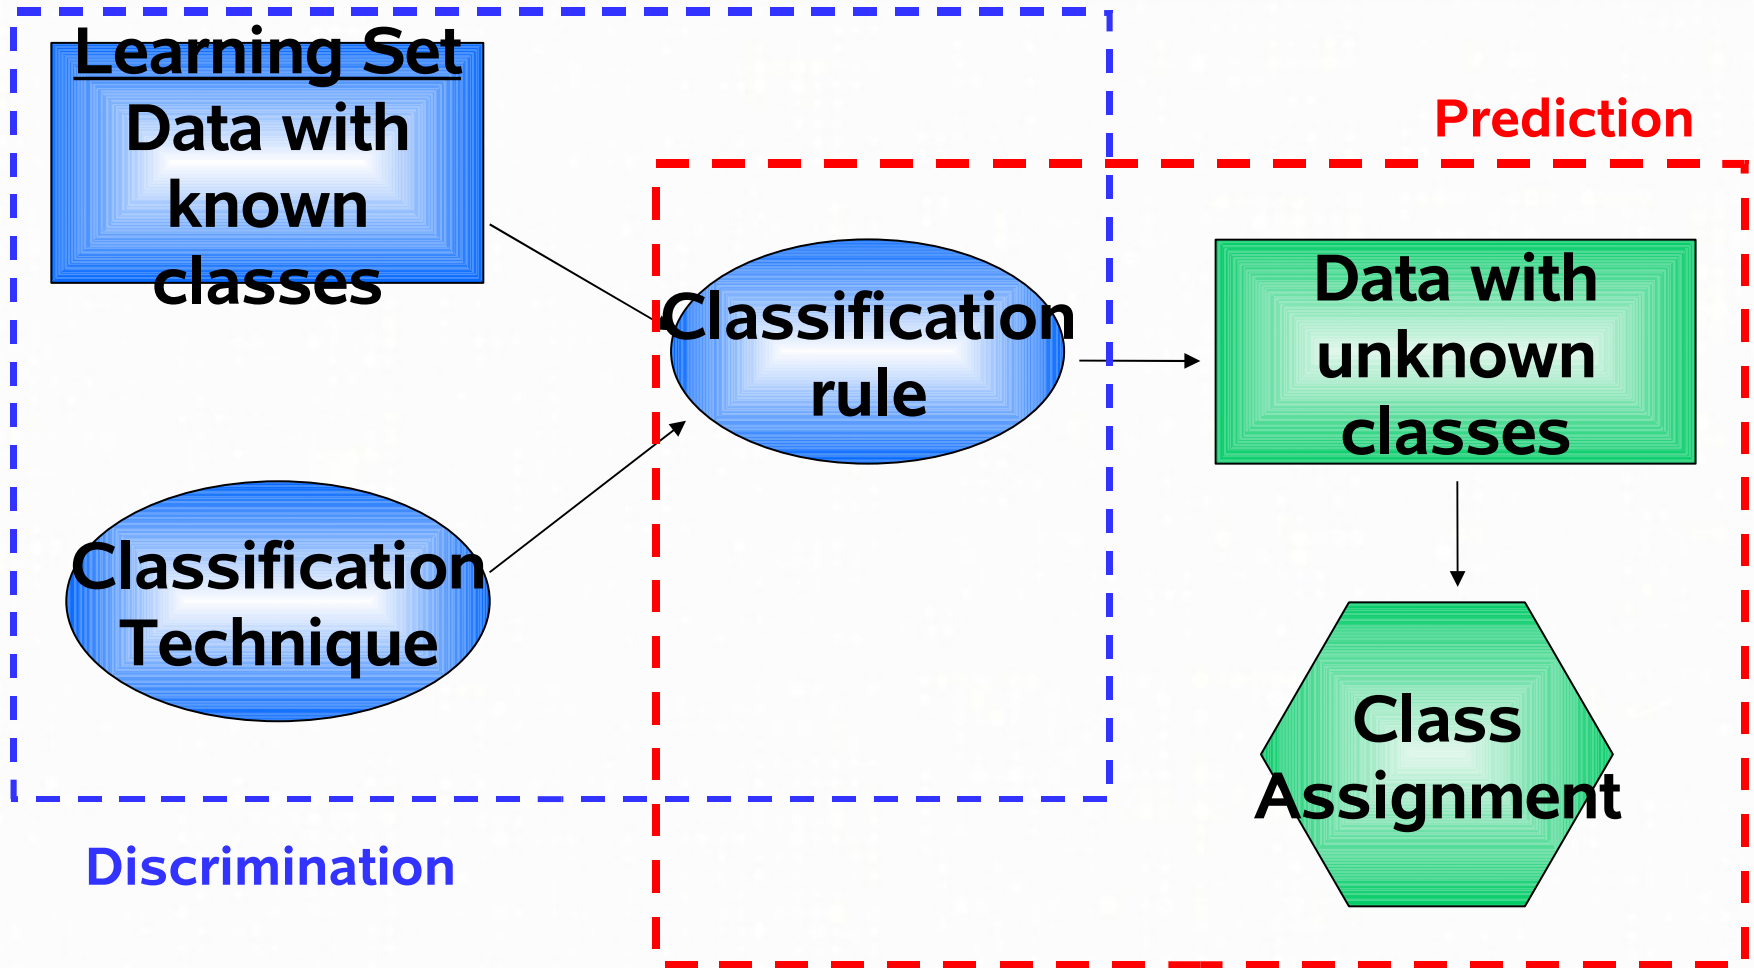 Learning Set
Data with
known
classes
Prediction
Classification
rule
Data with
unknown
classes
Classification
Technique
Class
Assignment
Discrimination